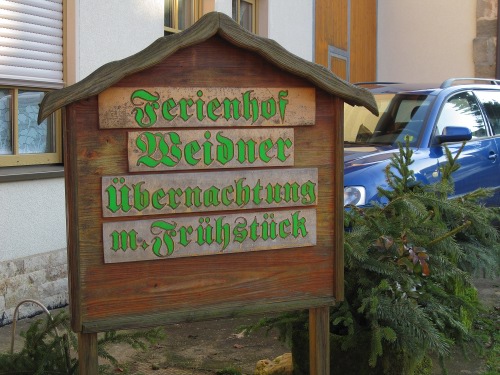 Ferienhof
Weidner
Übernachtung
m. Frühstück